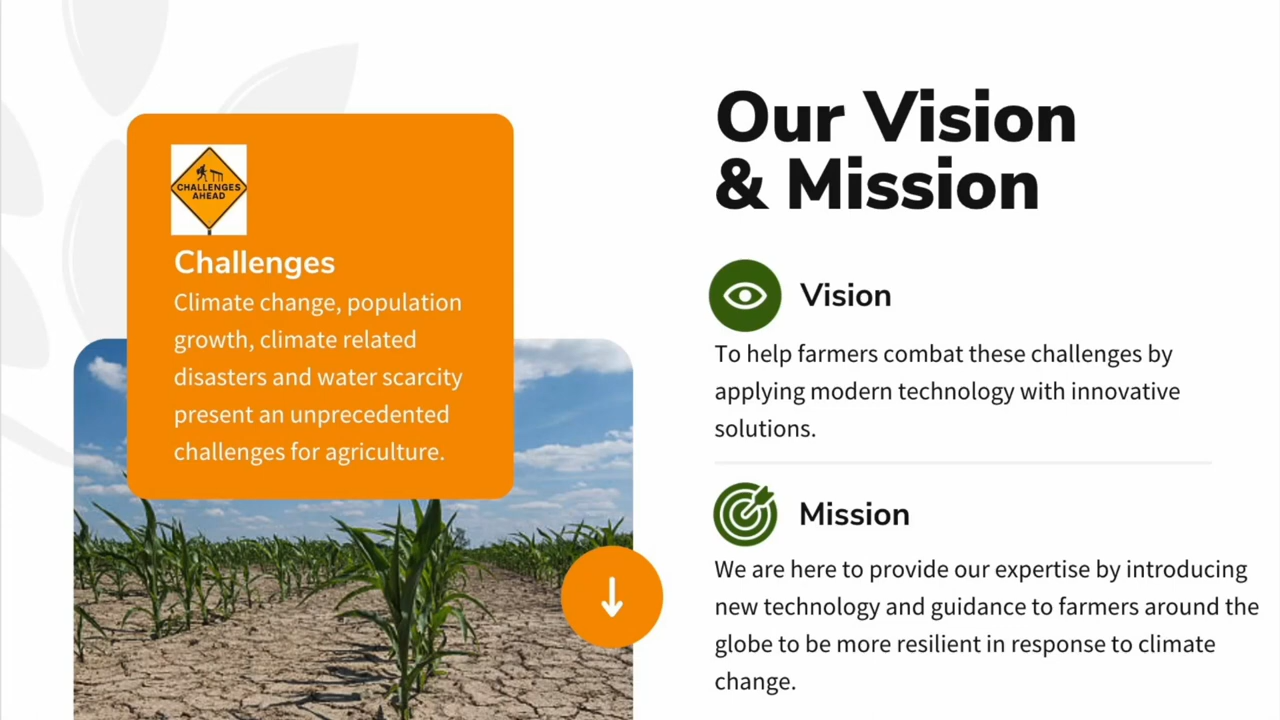 CHALLENGES
AHEAD
Challenges
Climate change, population
growth, climate related
disasters and water scarcity
present an unprecedented
challenges for agriculture.
Our Vision
& Mission
Vision
To help farmers combat these challenges by
applying modern technology with innovative
solutions.
Mission
We are here to provide our expertise by introducing
new technology and guidance to farmers around the
globe to be more resilient in response to climate
change.